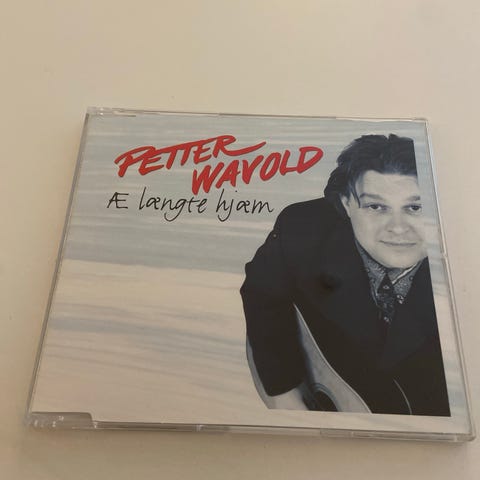 PETTER
WAVOLD
Æ længte hjæm